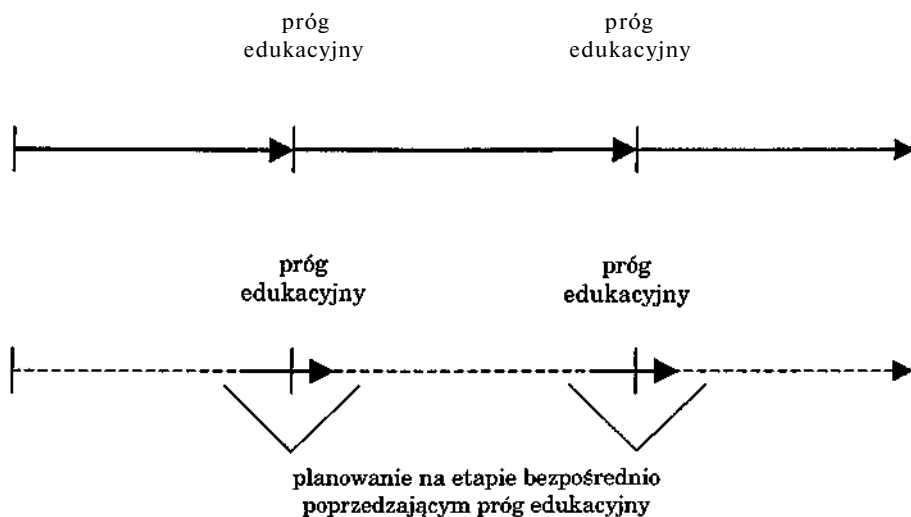 próg
edukacyjny
próg
edukacyjny
próg
edukacyjny
próg
edukacyjny
planowanie na etapie bezpośrednio
poprzedzającym próg edukacyjny